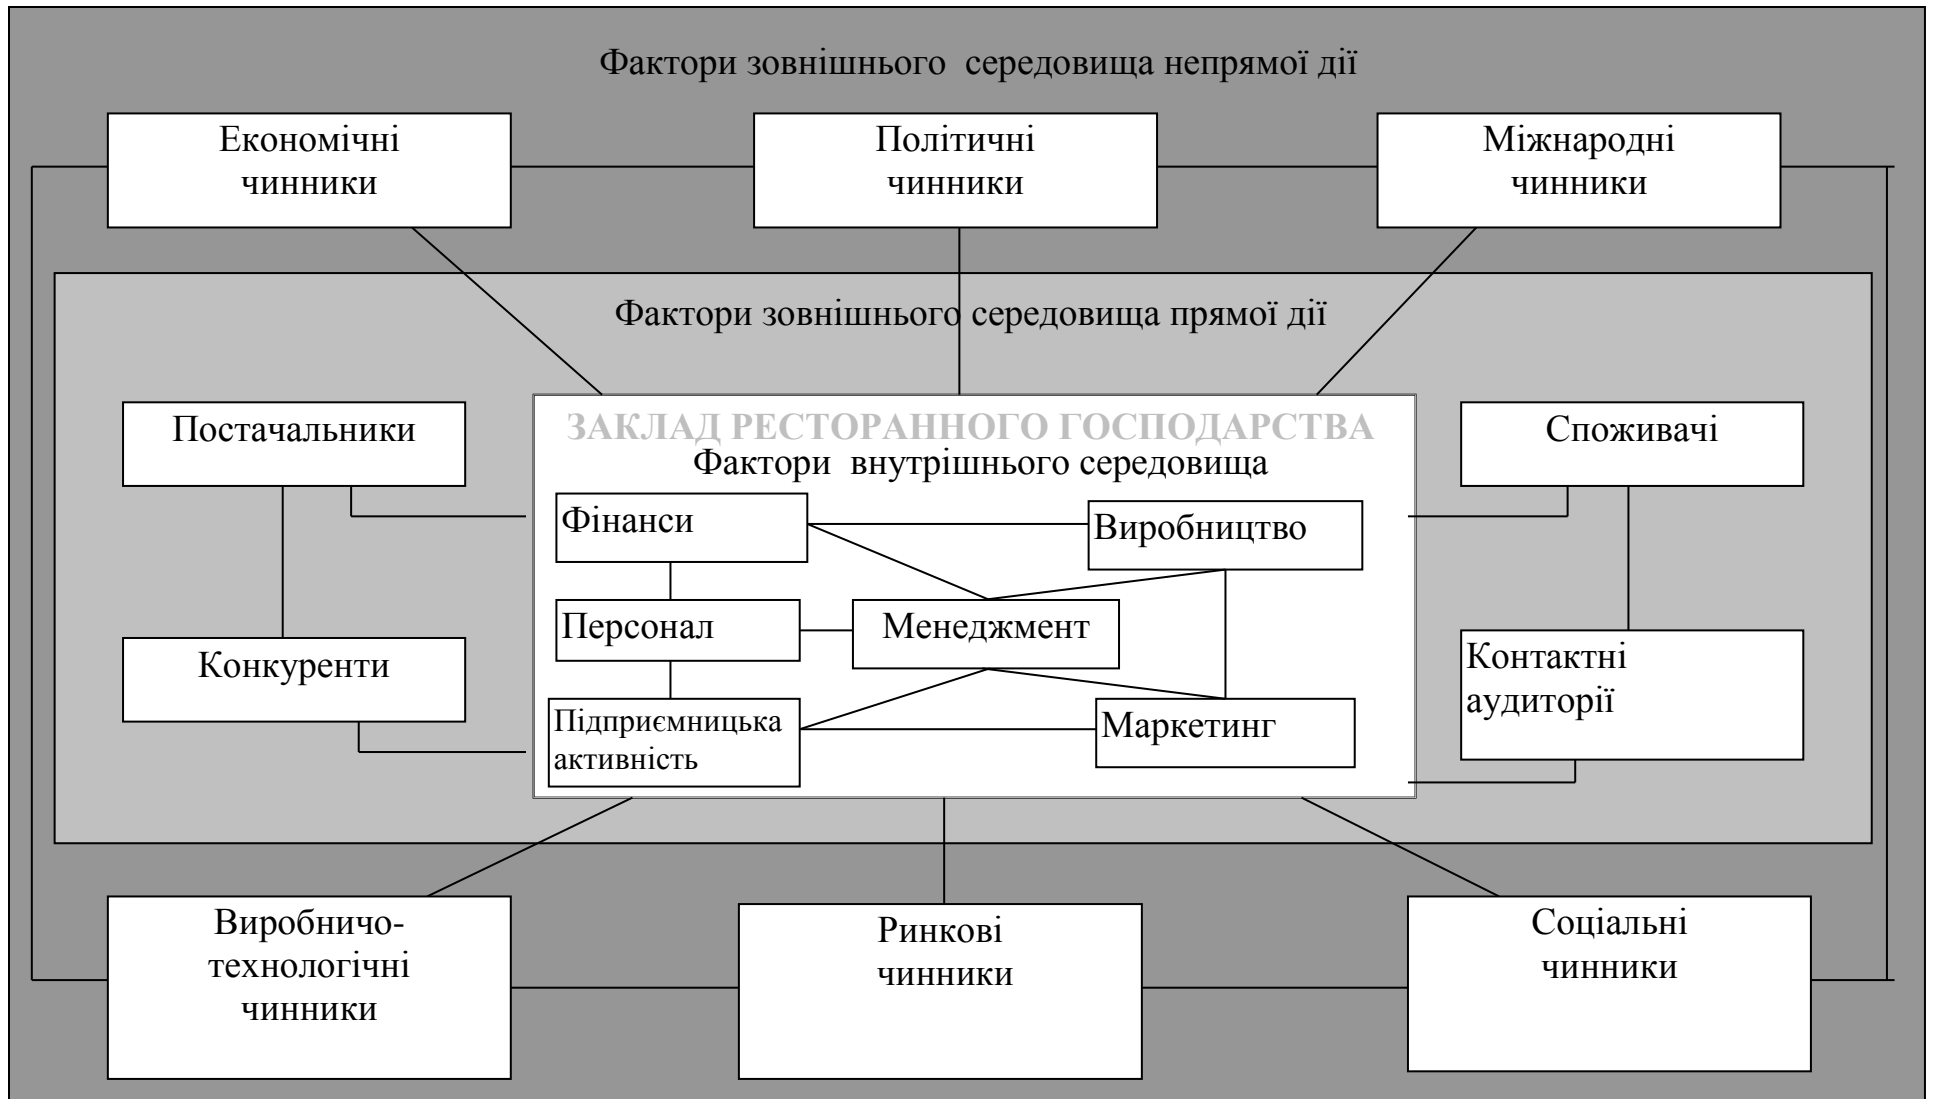 Фактори зовнішнього середовища непрямої дії
Економічні
чинники
Політичні
чинники
Міжнародні
чинники
Фактори зовнішнього середовища прямої дії
Постачальники
Конкуренти
ЗАКЛАД РЕСТОРАННОГО ГОСПОДАРСТВА
Фактори внутрішнього середовища
Фінанси
Виробництво
Персонал
Менеджмент
Підприємницька
активність
Маркетинг
Споживачі
Контактні
аудиторії
Виробничо-
технологічні
чинники
Ринкові
чинники
Соціальні
чинники